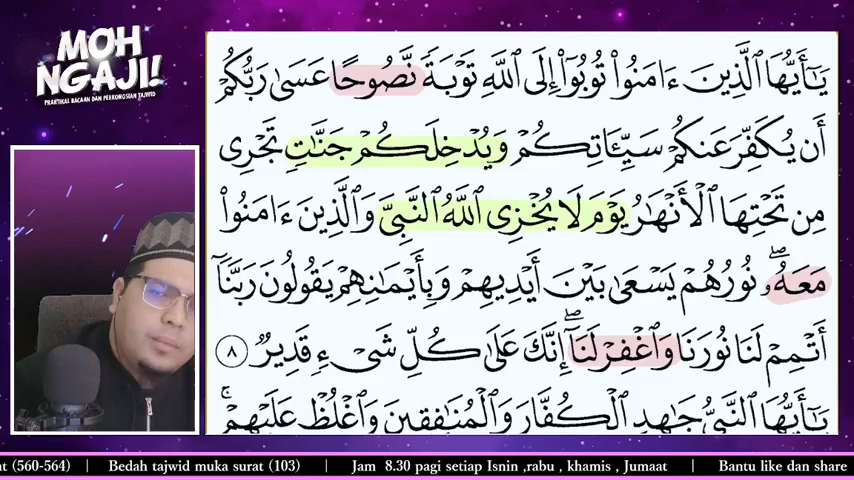 MOH
NGAJI!
PRAKTIKAL BACAAN DAN PERKONGSIAN TAJWID
يَـٰٓأَيُّهَا ٱلَّذِينَ ءَامَنُوا۟ تُوبُوٓا۟ إِلَى ٱللَّهِ تَوْبَةً نَّصُوحًا عَسَىٰ رَبُّكُمْ
أَن يُكَفِّرَ عَنكُمْ سَيِّـَٔاتِكُمْ وَيُدْخِلَكُمْ جَنَّـٰتٍ تَجْرِى
مِن تَحْتِهَا ٱلْأَنْهَـٰرُ يَوْمَ لَا يُخْزِى ٱللَّهُ ٱلنَّبِىَّ وَٱلَّذِينَ ءَامَنُوا۟
مَعَهُۥ ۖ نُورُهُمْ يَسْعَىٰ بَيْنَ أَيْدِيهِمْ وَبِأَيْمَـٰنِهِمْ يَقُولُونَ رَبَّنَآ
أَتْمِمْ لَنَا نُورَنَا وَٱغْفِرْ لَنَآ ۖ إِنَّكَ عَلَىٰ كُلِّ شَىْءٍ قَدِيرٌ ٨
يَـٰٓأَيُّهَا ٱلنَّبِىُّ جَـٰهِدِ ٱلْكُفَّارَ وَٱلْمُنَـٰفِقِينَ وَٱغْلُظْ عَلَيْهِمْ ۚ
(560-564) | Bedah tajwid muka surat (103) | Jam 8.30 pagi setiap Isnin ,rabu , khamis , Jumaat | Bantu like dan share